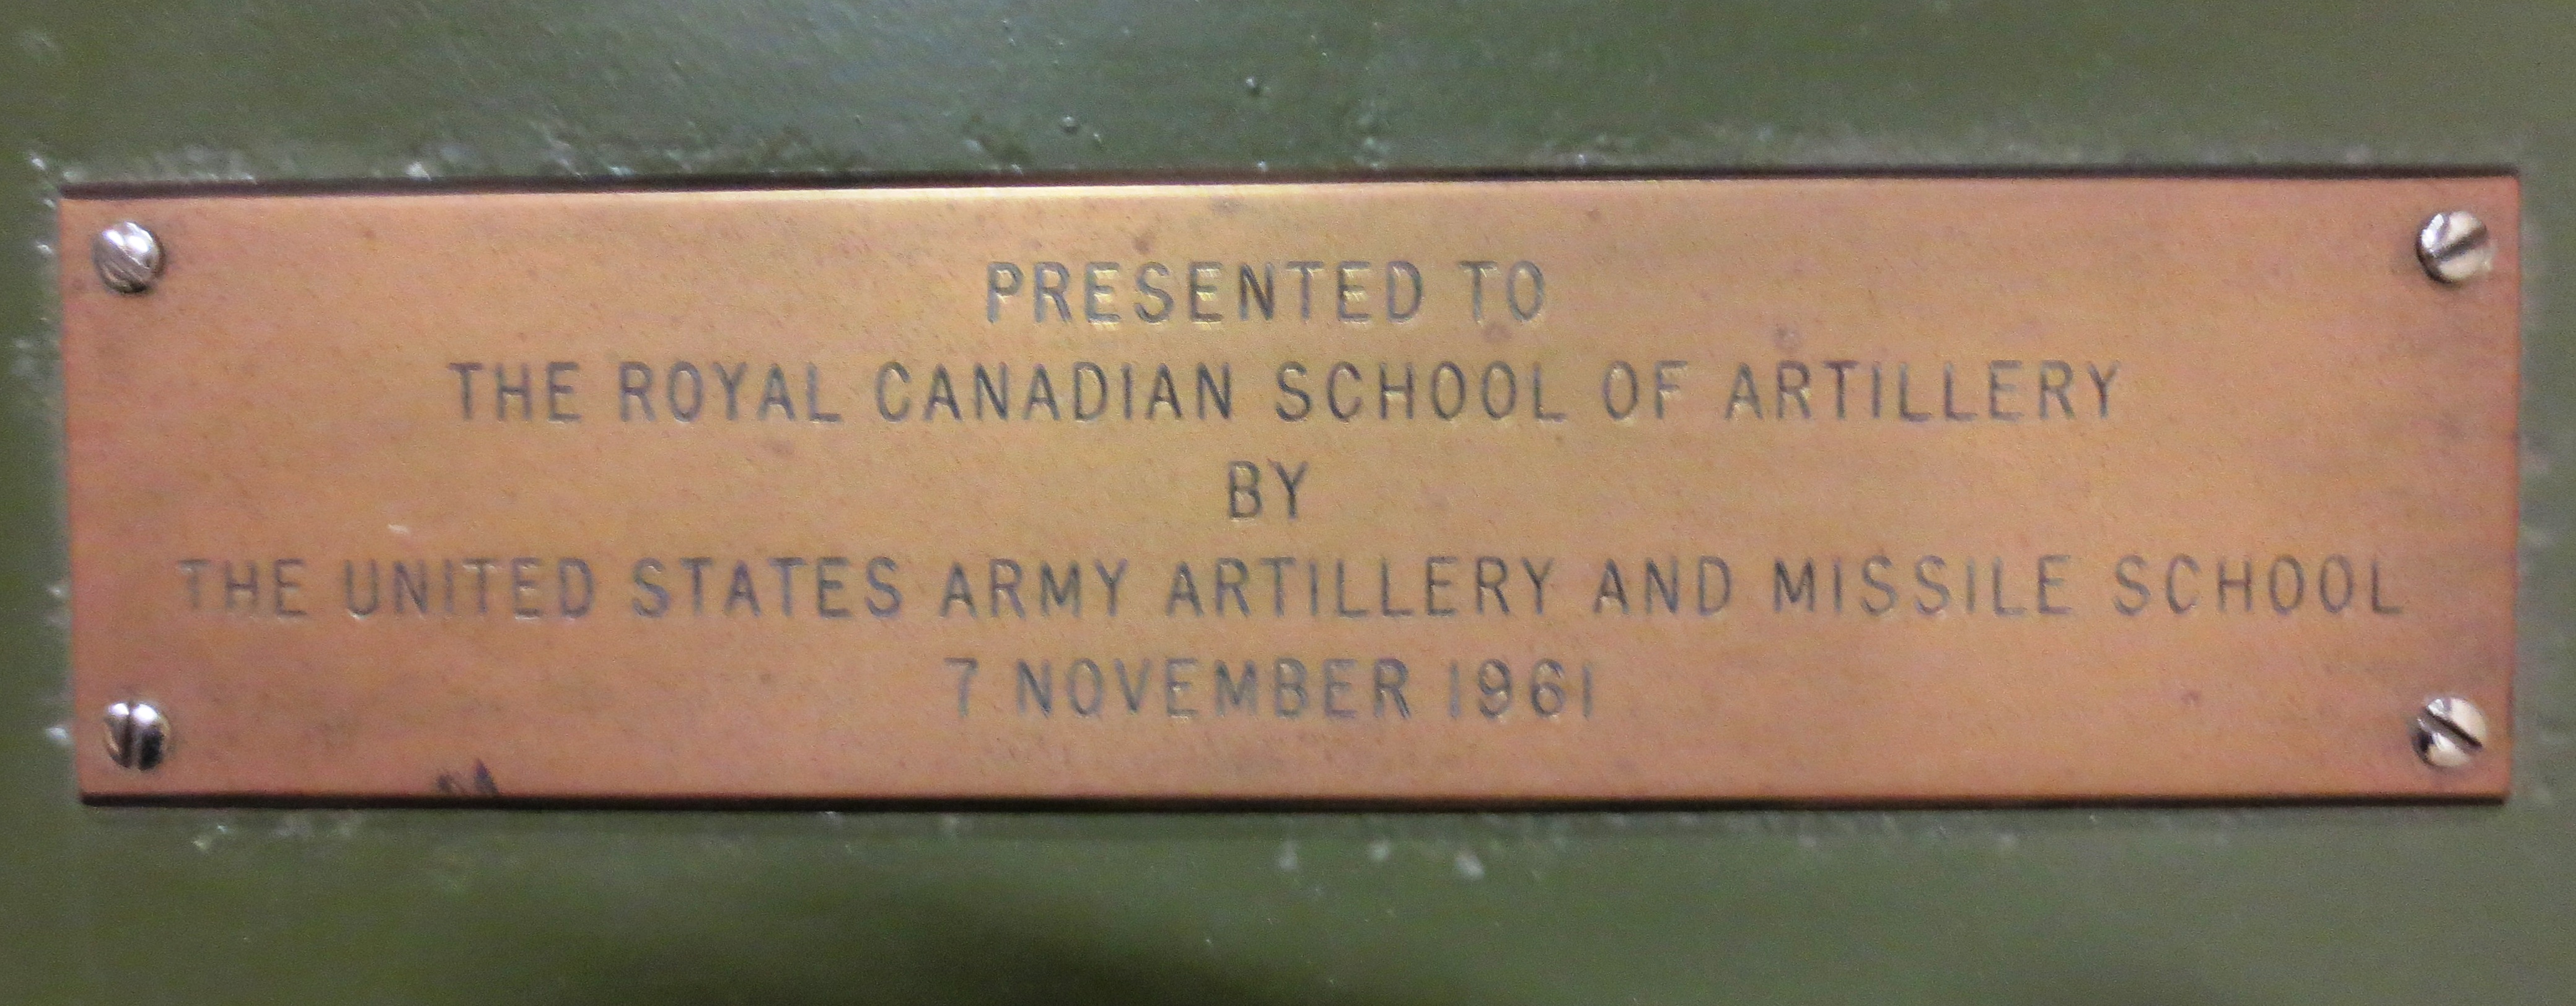 PRESENTED TO
THE ROYAL CANADIAN SCHOOL OF ARTILLERY
BY
THE UNITED STATES ARMY ARTILLERY AND MISSILE SCHOOL
7 NOVEMBER 1961